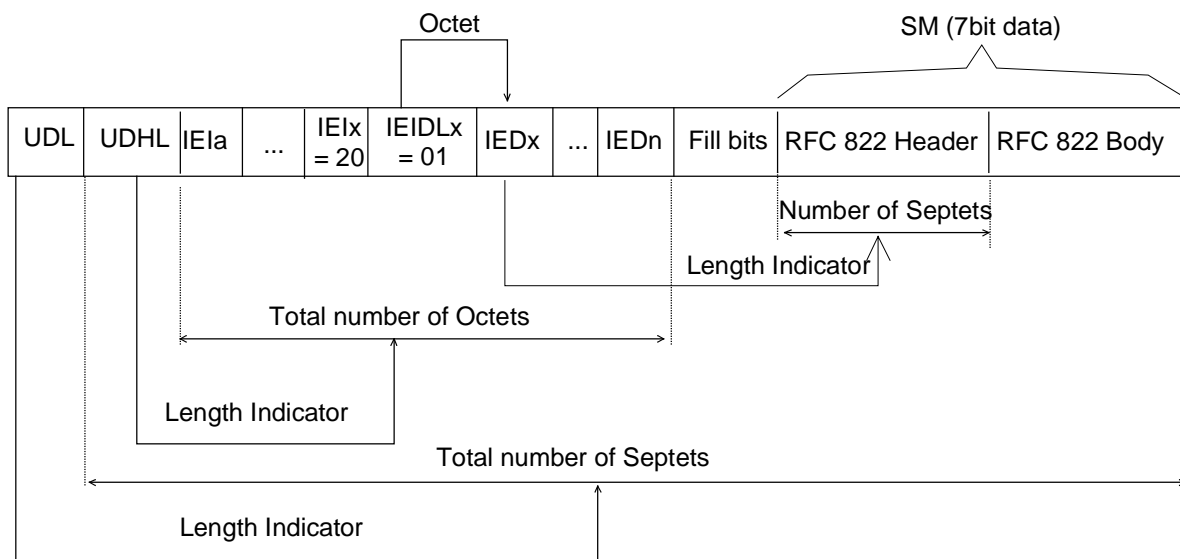 Octet
SM (7bit data)
UDL UDHL IEIa ... IEIx = 20 IEIDLx = 01 IEDx ... IEDn Fill bits RFC 822 Header RFC 822 Body
Number of Septets
Length Indicator
Total number of Octets
Length Indicator
Total number of Septets
Length Indicator